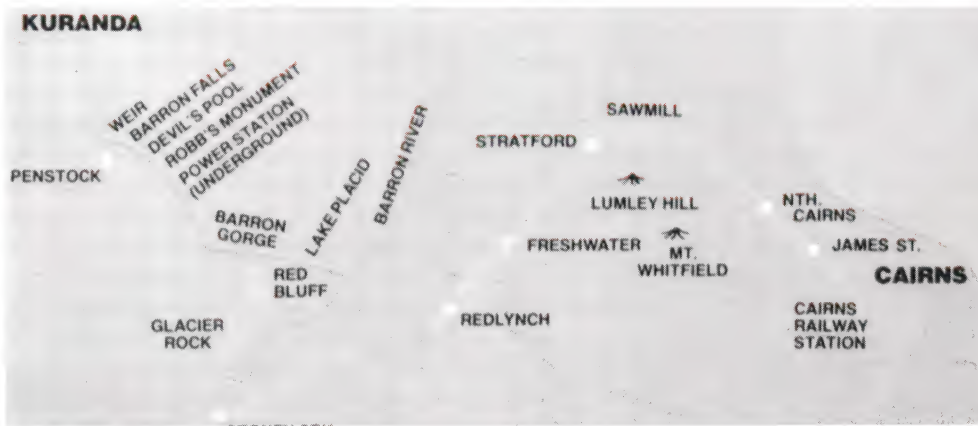 KURANDA
WEIR
BARRON FALLS
DEVIL'S POOL
ROBB'S MONUMENT
POWER STATION
(UNDERGROUND)
PENSTOCK
BARRON
GORGE
LAKE PLACID
BARRON RIVER
RED
BLUFF
GLACIER
ROCK
STRATFORD
SAWMILL
LUMLEY HILL
FRESHWATER
MT.
WHITFIELD
REDLYNCH
NTH.
CAIRNS
JAMES ST.
CAIRNS
CAIRNS
RAILWAY
STATION